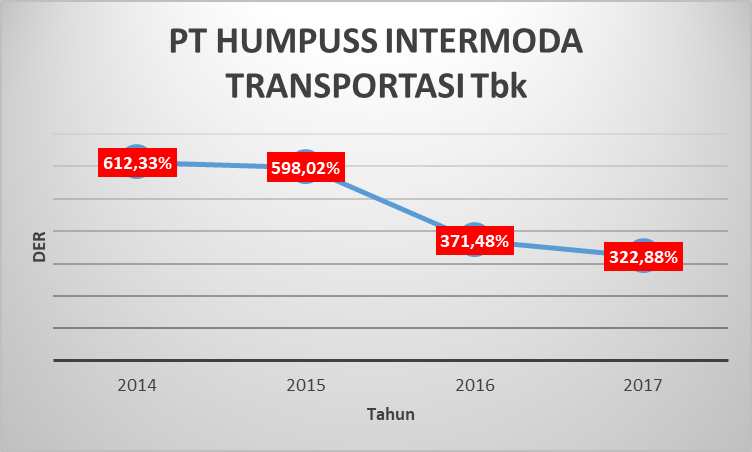 PT HUMPUSS INTERMODA
TRANSPORTASI Tbk
612,33%
598,02%
371,48%
322,88%
DER
2014 2015 2016 2017
Tahun